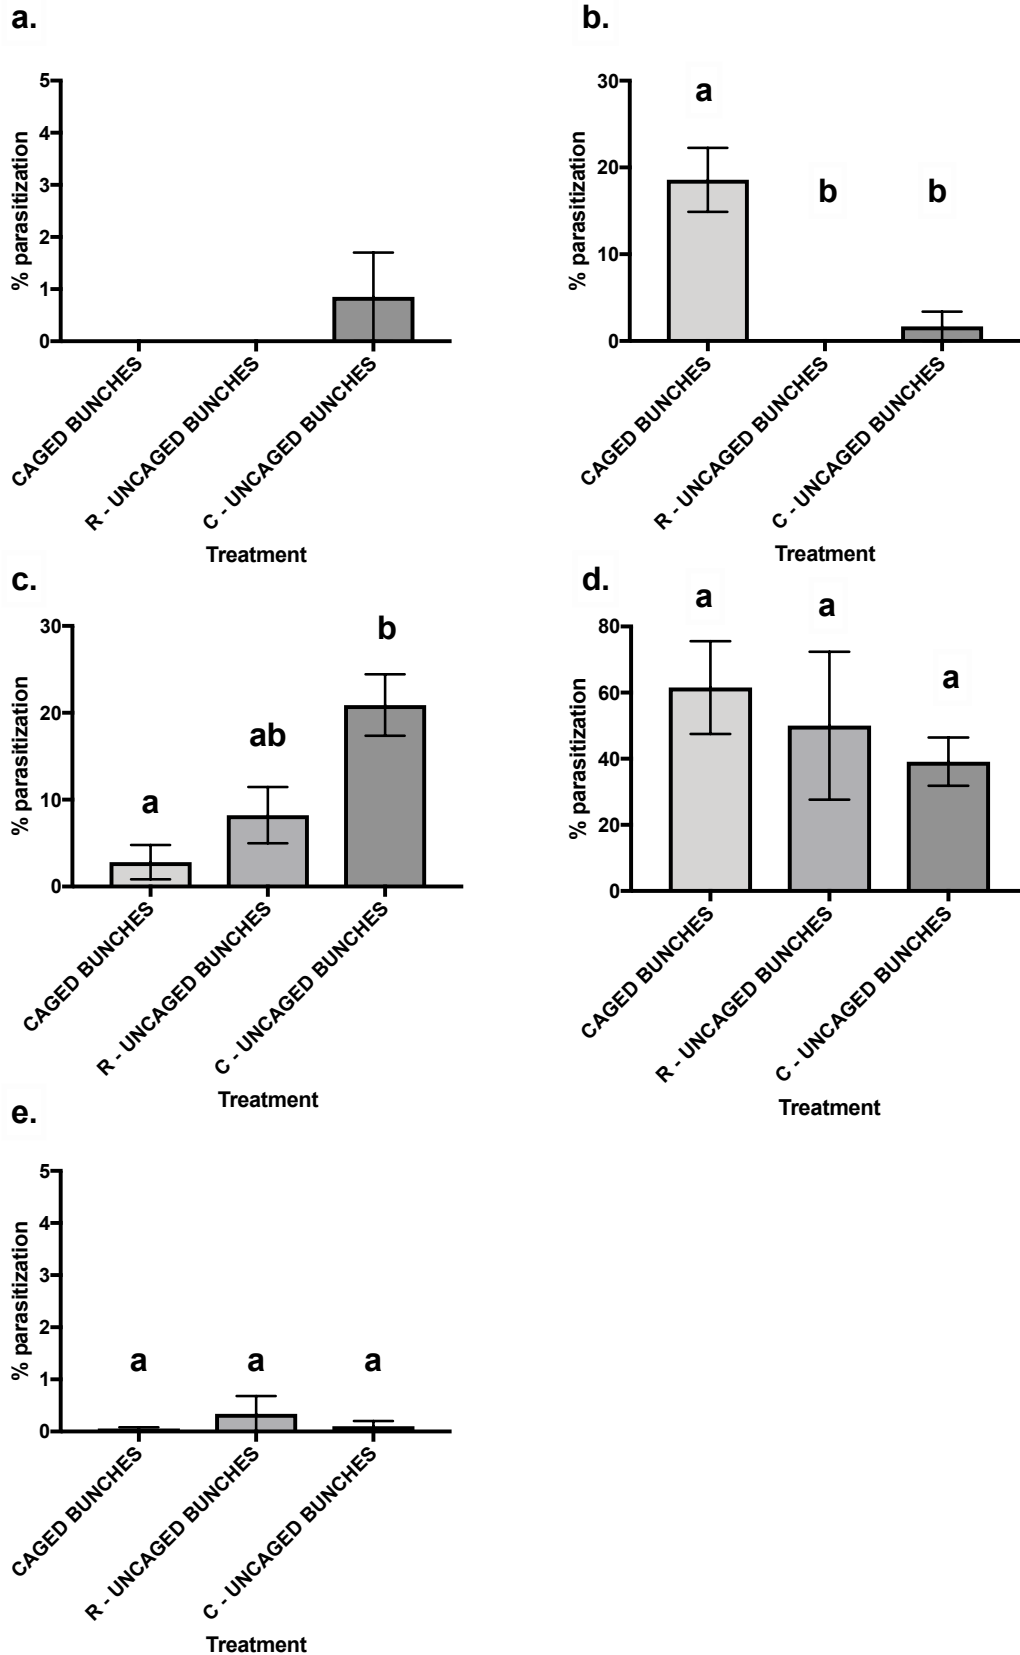 a.
5
4
3
2
1
0
% parasitization
CAGED BUNCHES
R - UNCAGED BUNCHES
C - UNCAGED BUNCHES
Treatment
b.
30
20
10
0
% parasitization
a
b
b
CAGED BUNCHES
R - UNCAGED BUNCHES
C - UNCAGED BUNCHES
Treatment
c.
30
20
10
0
% parasitization
a
ab
b
CAGED BUNCHES
R - UNCAGED BUNCHES
C - UNCAGED BUNCHES
Treatment
d.
80
60
40
20
0
% parasitization
a
a
a
CAGED BUNCHES
R - UNCAGED BUNCHES
C - UNCAGED BUNCHES
Treatment
e.
5
4
3
2
1
0
% parasitization
a
a
a
CAGED BUNCHES
R - UNCAGED BUNCHES
C - UNCAGED BUNCHES
Treatment